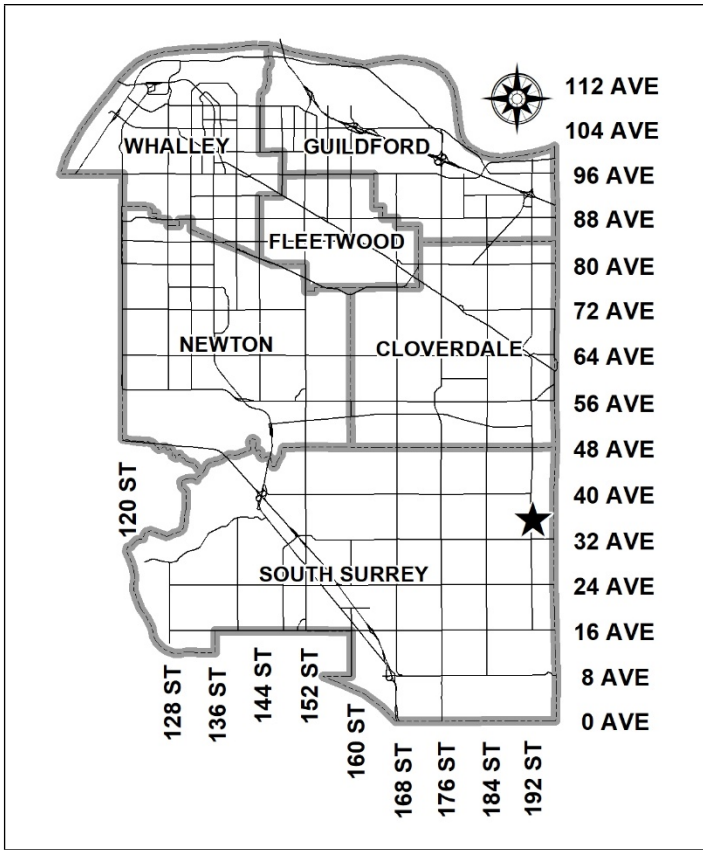 112 AVE
104 AVE
WHALLEY
GUILDFORD
96 AVE
88 AVE
FLEETWOOD
80 AVE
72 AVE
NEWTON
CLOVERDALE
64 AVE
56 AVE
48 AVE
120 ST
40 AVE
32 AVE
SOUTH SURREY
24 AVE
16 AVE
8 AVE
0 AVE
128 ST
136 ST
144 ST
152 ST
160 ST
168 ST
176 ST
184 ST
192 ST